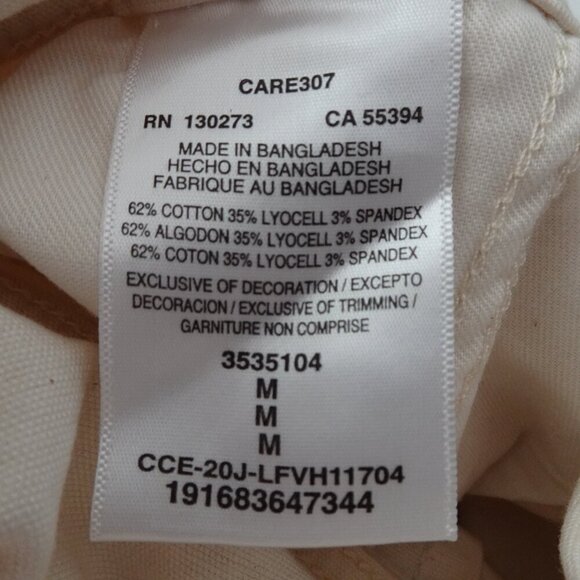 CARE307
RN 130273 CA 55394
MADE IN BANGLADESH
HECHO EN BANGLADESH
FABRIQUE AU BANGLADESH
62% COTTON 35% LYOCELL 3% SPANDEX
62% ALGODON 35% LYOCELL 3% SPANDEX
62% COTON 35% LYOCELL 3% SPANDEX
EXCLUSIVE OF DECORATION / EXCEPTO
DECORACION / EXCLUSIVE OF TRIMMING /
GARNITURE NON COMPRISE
3535104
M
M
M
CCE-20J-LFVH11704
191683647344